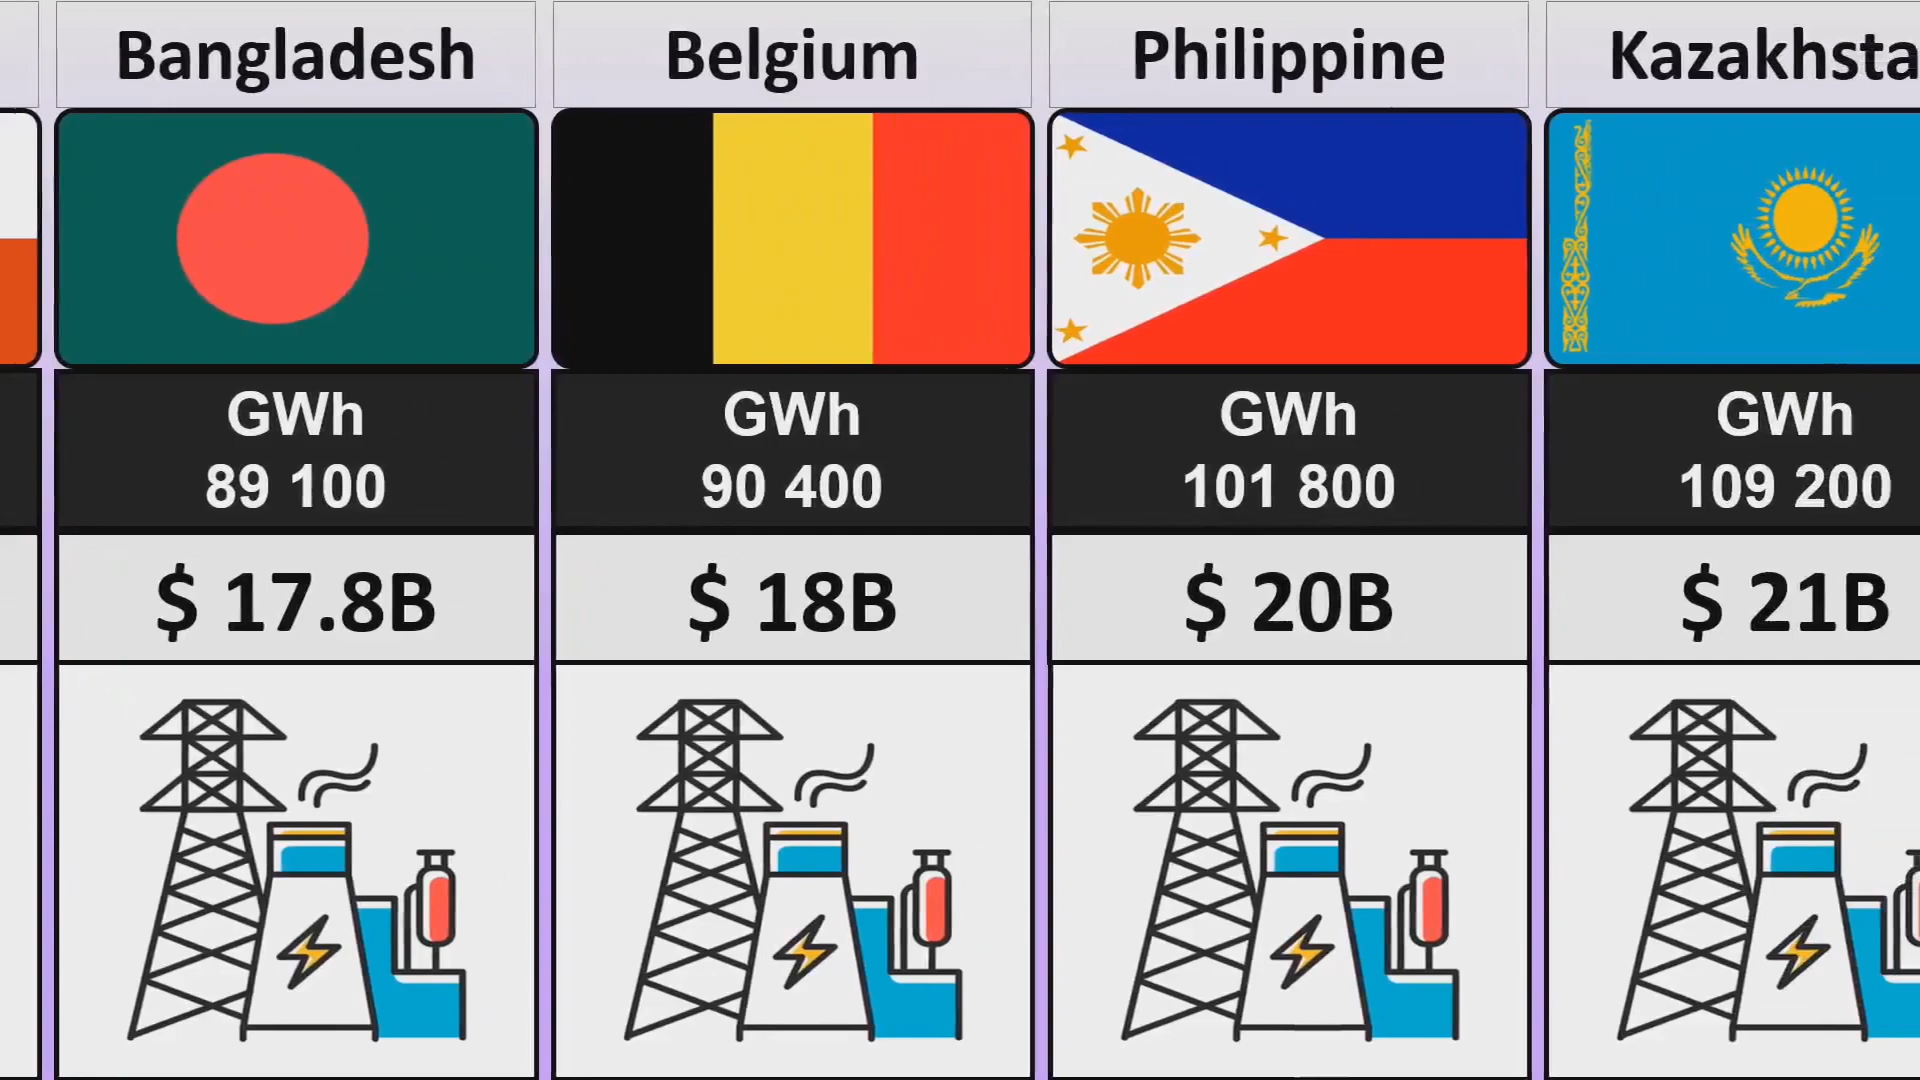 Bangladesh
Belgium
Philippine
Kazakhsta
GWh
89 100
GWh
90 400
GWh
101 800
GWh
109 200
$ 17.8B
$ 18B
$ 20B
$ 21B